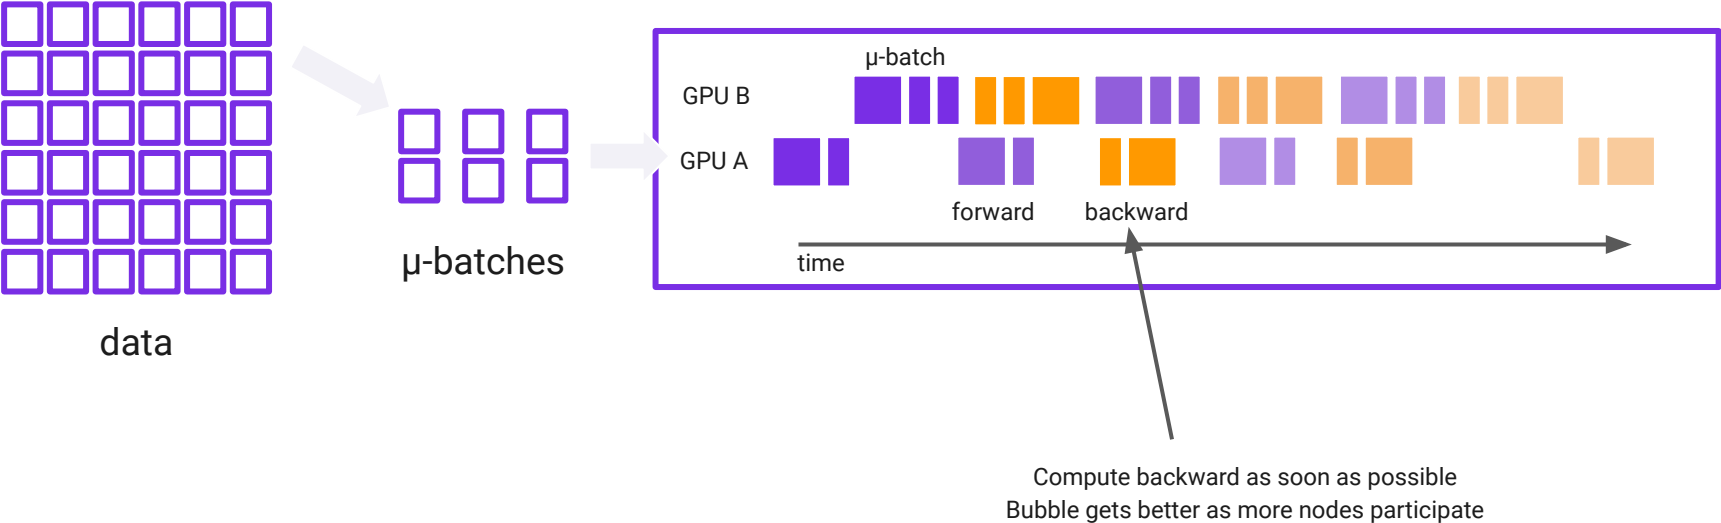 data
μ-batches
μ-batch
GPU B
GPU A
forward
backward
time
Compute backward as soon as possible
Bubble gets better as more nodes participate